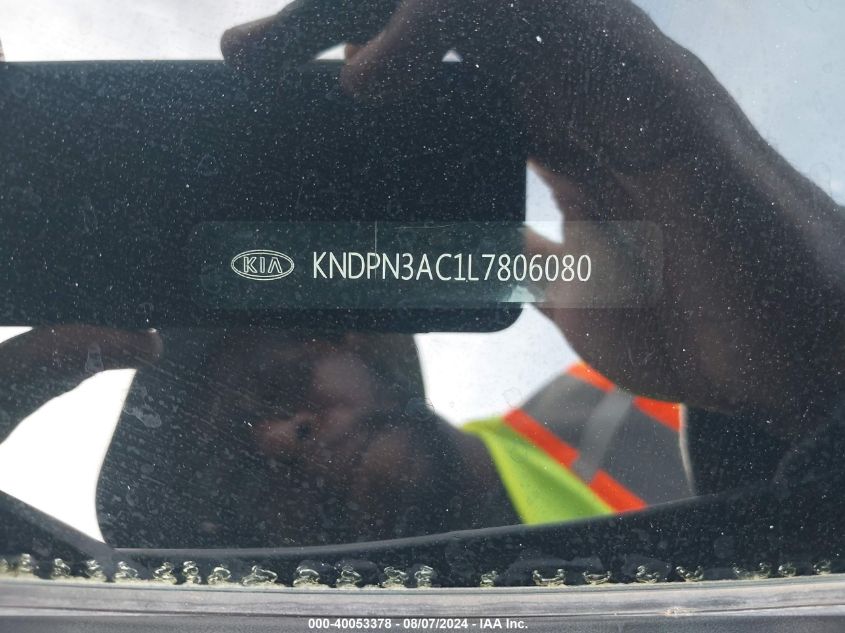 KIA KNDPN3AC1L7806080
000-40053378 - 08/07/2024 - IAA Inc.